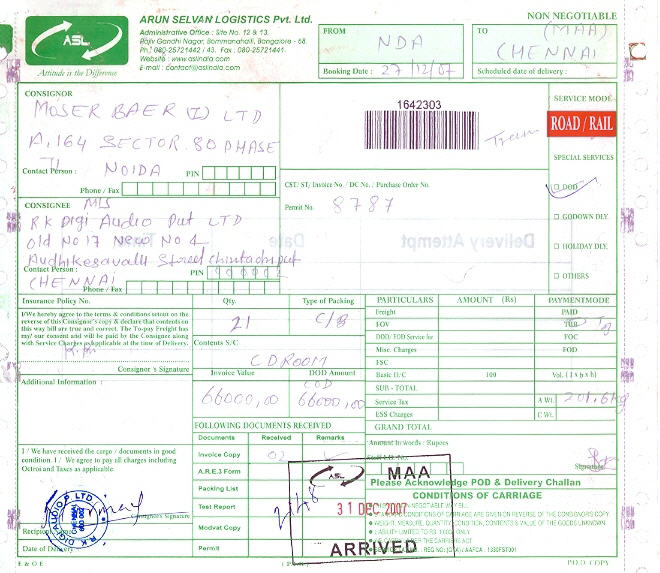 ASL
Attitude is the Difference
ARUN SELVAN LOGISTICS Pvt. Ltd.
Administrative Office : Site No. 12 & 13,
Rajiv Gandhi Nagar, Bommanahalli, Bangalore - 68.
Ph.: 080-25721442 / 43. Fax : 080-25721441
Website : www.aslindia.com
E-mail : contact@aslindia.com
NON NEGOTIABLE
FROM
NDA
Booking Date : 27/12/07
TO
(MAA)
CHENNAI
Scheduled date of delivery :
CONSIGNOR
MOSER BAER (I) LTD
A, 164 SECTOR 80 PHASE
II
Contact Person : NOIDA PIN
Phone / Fax
1642303
SERVICE MODE
ROAD / RAIL
SPECIAL SERVICES
DOD
GODOWN DLY.
HOLIDAY DLY.
OTHERS
CST/ ST/ Invoice No. / DC No. / Purchase Order No.
Permit No. 8787
Delivery Attempt
Date
CONSIGNEE M/s
RK Digi Audio Pvt LTD
Old No 17 New No 4
Audhikesavalu Street chintadripet
Contact Person : PIN
CHENNAI
Phone / Fax
Insurance Policy No.
I/We hereby agree to the terms & conditions setout on the
reverse of this Consignor's copy & declare that contents on
this way bill are true and correct. The To-pay Freight has
my/ our consent and will be paid by the Consignee along
with Service Charges as applicable at the time of Delivery.
Consignor's Signature
Additional Information :
Qty. Type of Packing
21 C/B
Contents S/C
CDROOM
Invoice Value DOD Amount
COD
66000,00 66000,00
FOLLOWING DOCUMENTS RECEIVED
Documents Received Remarks
Invoice Copy 02
A.R.E.3 Form
Packing List
Test Report
Modvat Copy
Permit
PARTICULARS AMOUNT (Rs) PAYMENTMODE
Freight PAID
FOV
DOD/ FOD Service for FOC
Misc. Charges FOD
FSC
Basic D/C 100 Vol. (l x b x h)
SUB - TOTAL
Service Tax A Wt. 201.6kg
ESS Charges C Wt.
GRAND TOTAL
Amount in words / Rupees
Signature
Please Acknowledge POD & Delivery Challan
CONDITIONS OF CARRIAGE
I / We have received the cargo / documents in good
condition. I / We agree to pay all charges including
Octroi and Taxes as applicable.
Date of Delivery
ASL MAA
31 DEC 2007
ARRIVED
E & O E
P.O.D COPY